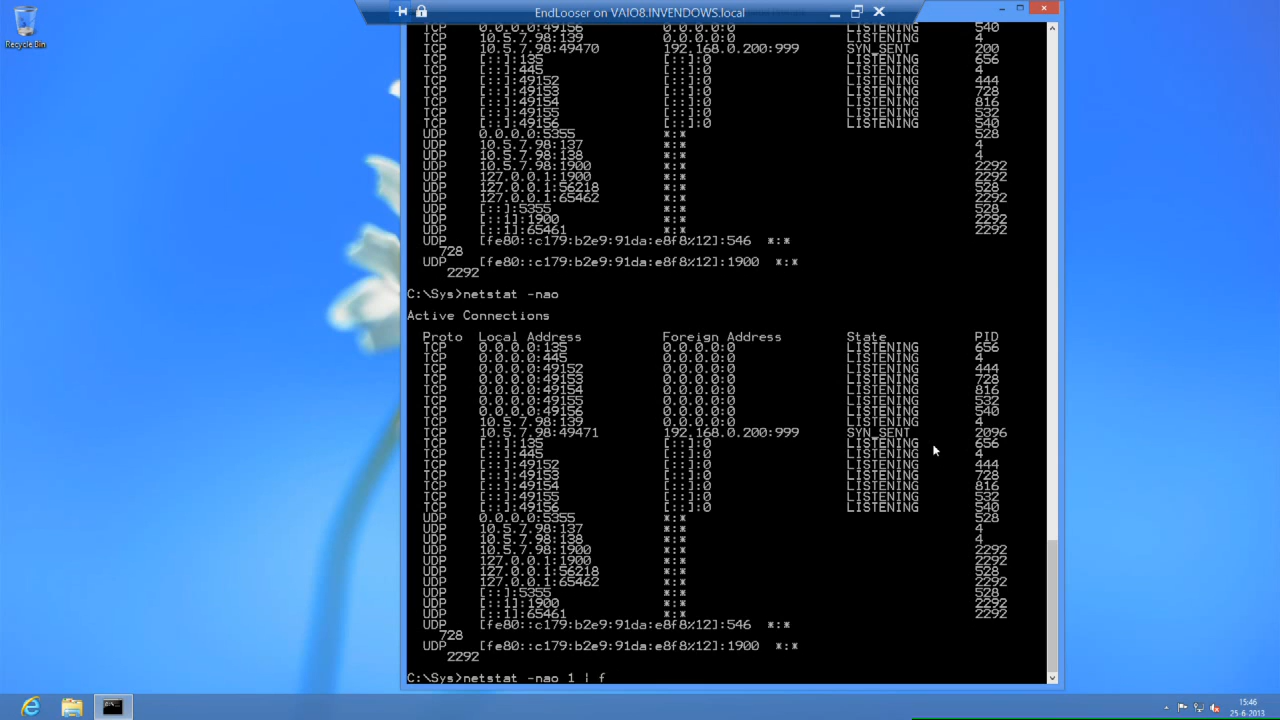 EndLooser on VAIO8.INVENDOWS.local
Recycle Bin
TCP 0.0.0.0:49156 0.0.0.0:0 LISTENING 540
TCP 10.5.7.98:139 0.0.0.0:0 LISTENING 4
TCP 10.5.7.98:49470 192.168.0.200:999 SYN_SENT 200
TCP [::]:135 [::]:0 LISTENING 656
TCP [::]:445 [::]:0 LISTENING 4
TCP [::]:49152 [::]:0 LISTENING 444
TCP [::]:49153 [::]:0 LISTENING 728
TCP [::]:49154 [::]:0 LISTENING 816
TCP [::]:49155 [::]:0 LISTENING 532
TCP [::]:49156 [::]:0 LISTENING 540
UDP 0.0.0.0:5355 *:* 528
UDP 10.5.7.98:137 *:* 4
UDP 10.5.7.98:138 *:* 4
UDP 10.5.7.98:1900 *:* 2292
UDP 127.0.0.1:1900 *:* 2292
UDP 127.0.0.1:56218 *:* 528
UDP 127.0.0.1:65462 *:* 2292
UDP [::]:5355 *:* 528
UDP [::1]:1900 *:* 2292
UDP [::1]:65461 *:* 2292
UDP [fe80::c179:b2e9:91da:e8f8%12]:546 *:*
728
UDP [fe80::c179:b2e9:91da:e8f8%12]:1900 *:*
2292
C:\Sys>netstat -nao
Active Connections
Proto Local Address Foreign Address State PID
TCP 0.0.0.0:135 0.0.0.0:0 LISTENING 656
TCP 0.0.0.0:445 0.0.0.0:0 LISTENING 4
TCP 0.0.0.0:49152 0.0.0.0:0 LISTENING 444
TCP 0.0.0.0:49153 0.0.0.0:0 LISTENING 728
TCP 0.0.0.0:49154 0.0.0.0:0 LISTENING 816
TCP 0.0.0.0:49155 0.0.0.0:0 LISTENING 532
TCP 0.0.0.0:49156 0.0.0.0:0 LISTENING 540
TCP 10.5.7.98:139 0.0.0.0:0 LISTENING 4
TCP 10.5.7.98:49471 192.168.0.200:999 SYN_SENT 2096
TCP [::]:135 [::]:0 LISTENING 656
TCP [::]:445 [::]:0 LISTENING 4
TCP [::]:49152 [::]:0 LISTENING 444
TCP [::]:49153 [::]:0 LISTENING 728
TCP [::]:49154 [::]:0 LISTENING 816
TCP [::]:49155 [::]:0 LISTENING 532
TCP [::]:49156 [::]:0 LISTENING 540
UDP 0.0.0.0:5355 *:* 528
UDP 10.5.7.98:137 *:* 4
UDP 10.5.7.98:138 *:* 4
UDP 10.5.7.98:1900 *:* 2292
UDP 127.0.0.1:1900 *:* 2292
UDP 127.0.0.1:56218 *:* 528
UDP 127.0.0.1:65462 *:* 2292
UDP [::]:5355 *:* 528
UDP [::1]:1900 *:* 2292
UDP [::1]:65461 *:* 2292
UDP [fe80::c179:b2e9:91da:e8f8%12]:546 *:*
728
UDP [fe80::c179:b2e9:91da:e8f8%12]:1900 *:*
2292
C:\Sys>netstat -nao 1 | f
15:46
25-6-2013